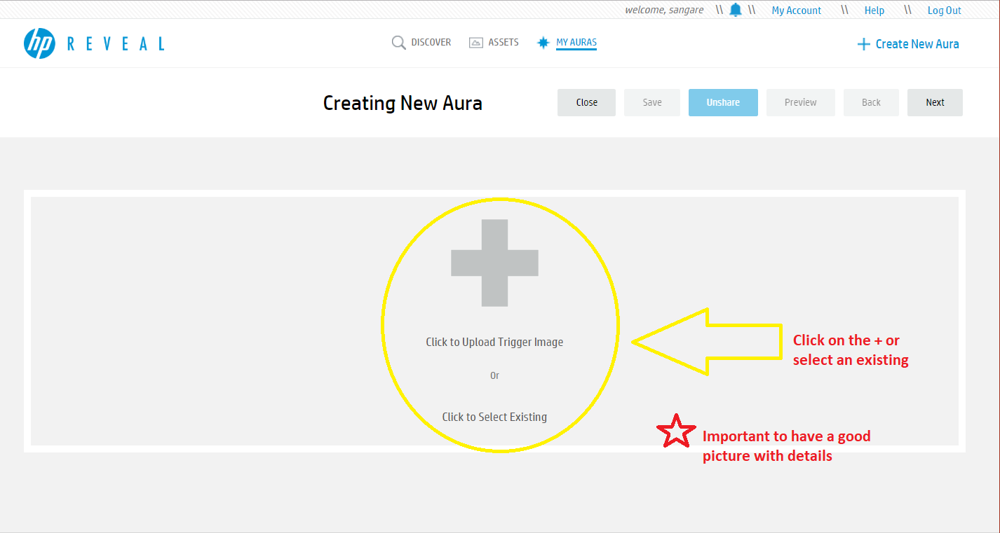 welcome, sangare \\ \\ My Account \\ Help \\ Log Out
hp REVEAL DISCOVER ASSETS MY AURAS + Create New Aura
Creating New Aura Close Save Unshare Preview Back Next
Click to Upload Trigger Image
Or
Click to Select Existing
Click on the + or
select an existing
Important to have a good
picture with details